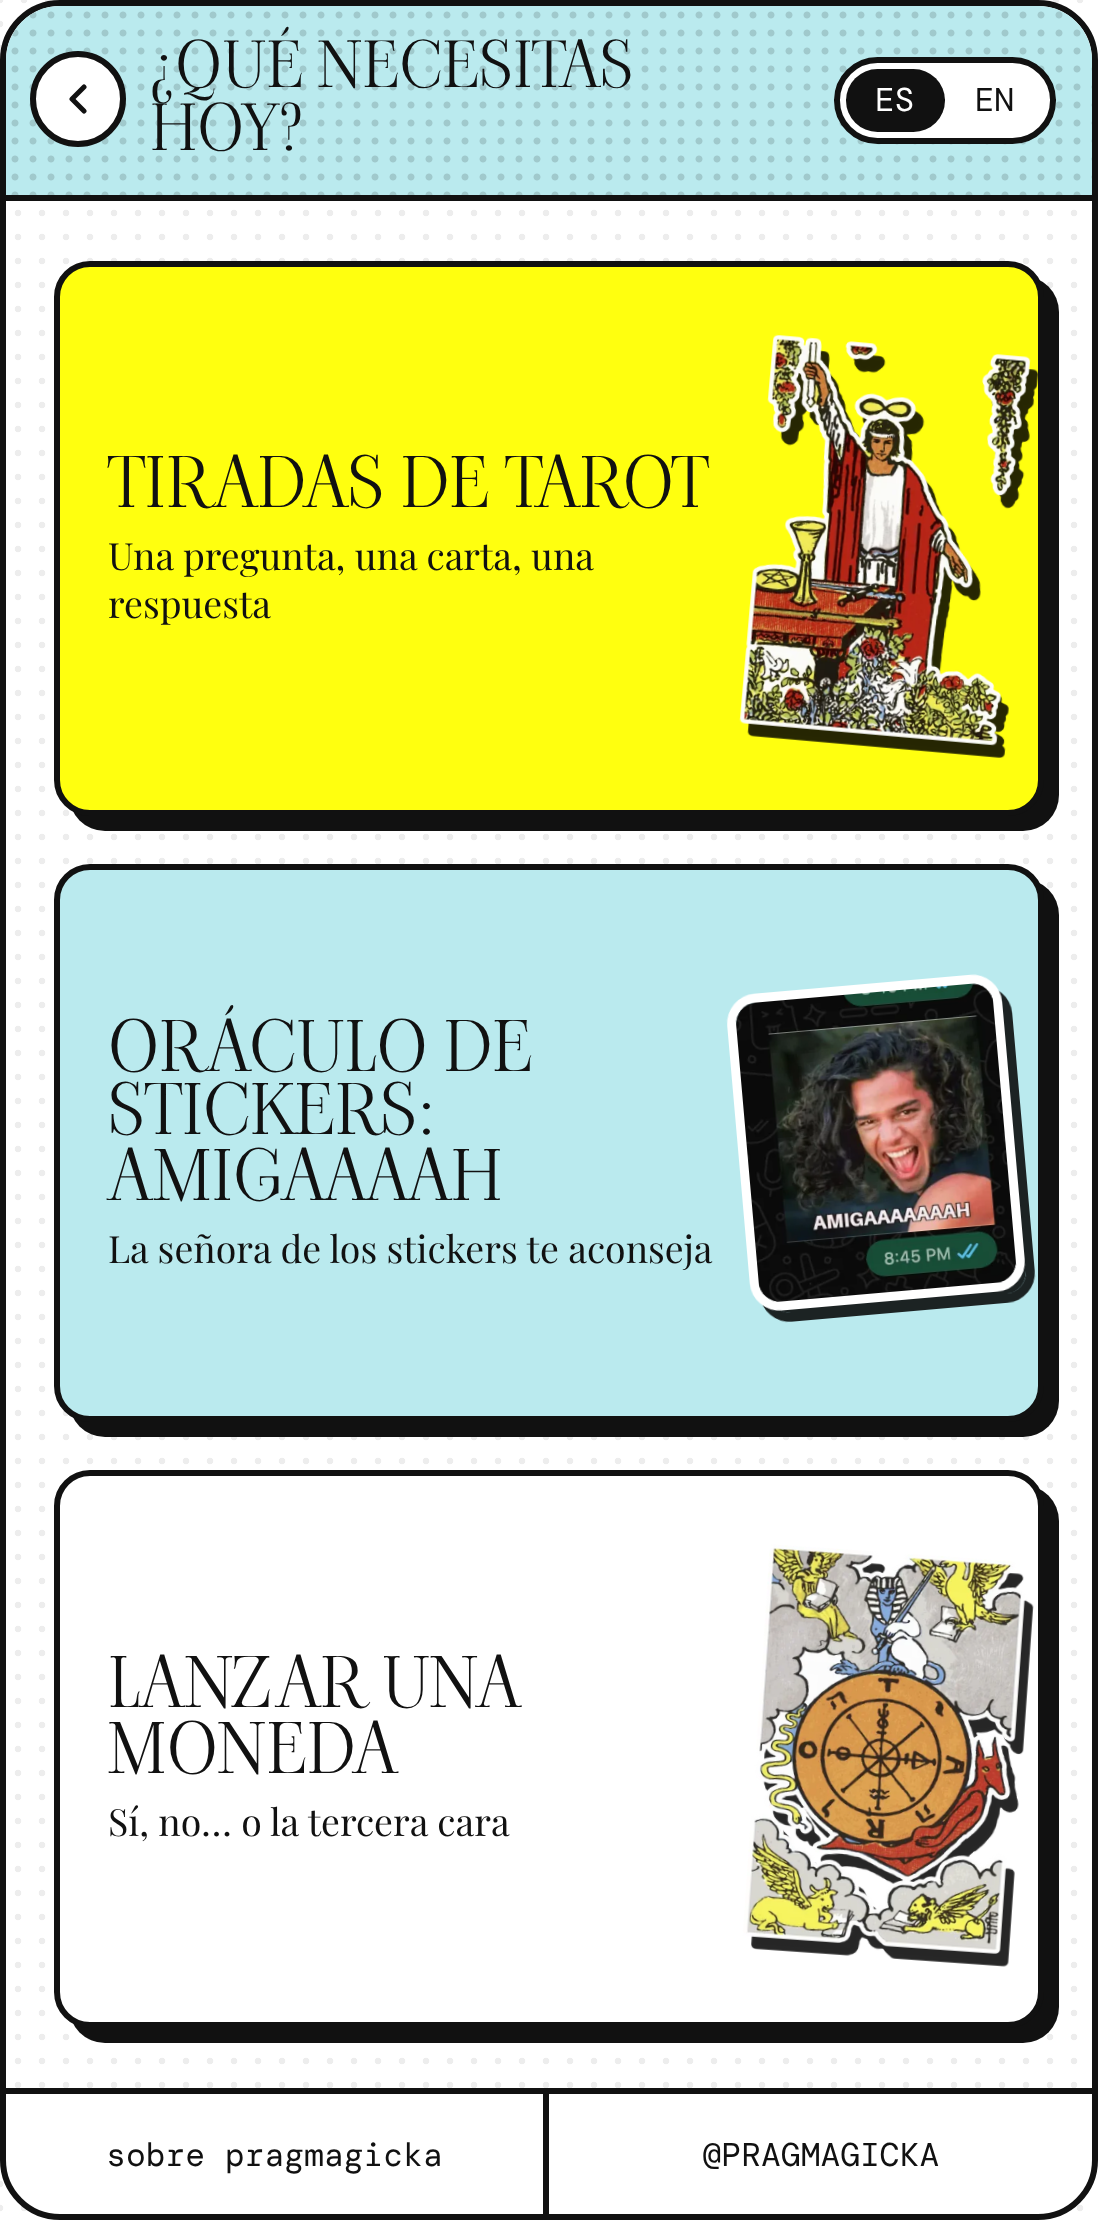 ¿QUÉ NECESITAS
HOY?
ES EN
TIRADAS DE TAROT
Una pregunta, una carta, una
respuesta
ORÁCULO DE
STICKERS:
AMIGAAAAH
La señora de los stickers te aconseja
AMIGAAAAAAAH
8:45 PM
LANZAR UNA
MONEDA
Sí, no... o la tercera cara
sobre pragmagicka
@PRAGMAGICKA